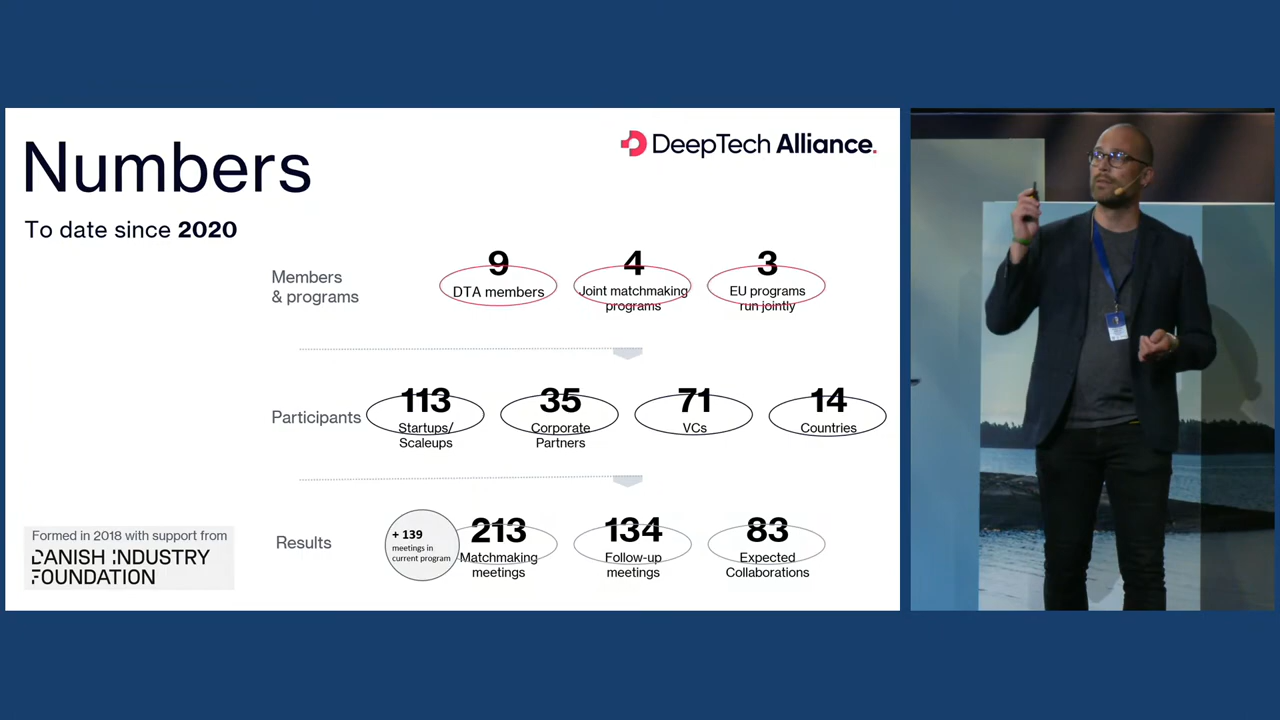 Numbers
DeepTech Alliance.
To date since 2020
Members
& programs
9
DTA members
4
Joint matchmaking
programs
3
EU programs
run jointly
Participants
113
Startups/
Scaleups
35
Corporate
Partners
71
VCs
14
Countries
Results
+ 139
meetings in
current program
213
Matchmaking
meetings
134
Follow-up
meetings
83
Expected
Collaborations
Formed in 2018 with support from
DANISH INDUSTRY
FOUNDATION